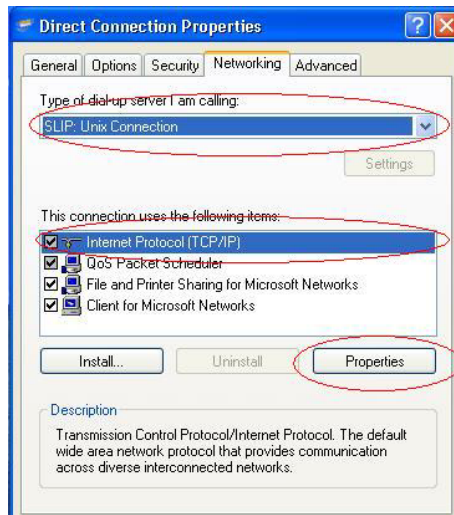 Direct Connection Properties
General Options Security Networking Advanced
Type of dial-up server I am calling:
SLIP: Unix Connection
Settings
This connection uses the following items:
Internet Protocol (TCP/IP)
QoS Packet Scheduler
File and Printer Sharing for Microsoft Networks
Client for Microsoft Networks
Install... Uninstall Properties
Description
Transmission Control Protocol/Internet Protocol. The default
wide area network protocol that provides communication
across diverse interconnected networks.